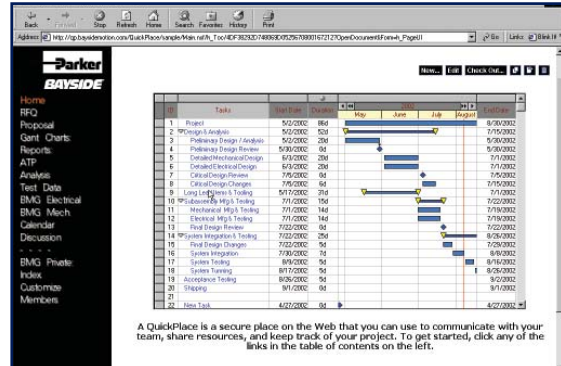 Back Forward Stop Refresh Home Search Favorites History Print
Address Go Links
Parker
BAYSIDE
New... Edit Check Out...
Home
RFQ
Proposal
Gant Charts
Reports
ATP
Analysis
Test Data
BMG Electrical
BMG Mech
Calendar
Discussion
- - - -
BMG Private
Index
Customize
Members
2002
ID Tasks Start Date Duration May June July August End Date
1 Project 5/2/2002 86d 8/30/2002
2 Design & Analysis 5/2/2002 52d 7/15/2002
3 Preliminary Design / Analysis 5/2/2002 20d 5/30/2002
4 Preliminary Design Review 5/30/2002 0d 5/30/2002
5 Detailed Mechanical Design 6/3/2002 20d 7/1/2002
6 Detailed Electrical Design 6/3/2002 20d 7/1/2002
7 Critical Design Review 7/5/2002 0d 7/5/2002
8 Critical Design Changes 7/5/2002 6d 7/15/2002
9 Long Lead Items & Tooling 5/17/2002 31d 7/1/2002
10 Subassembly Mfg & Testing 7/1/2002 15d 7/22/2002
11 Mechanical Mfg & Testing 7/1/2002 14d 7/19/2002
12 Electrical Mfg & Testing 7/1/2002 14d 7/19/2002
13 Final Design Review 7/22/2002 0d 7/22/2002
14 System Integration & Testing 7/22/2002 25d 8/26/2002
15 Final Design Changes 7/22/2002 5d 7/29/2002
16 System Integration 7/30/2002 7d 8/8/2002
17 System Testing 8/9/2002 5d 8/16/2002
18 System Tunning 8/17/2002 5d 8/26/2002
19 Acceptance Testing 8/26/2002 5d 9/2/2002
20 Shipping 9/1/2002 0d 9/1/2002
21
22 New Task 4/27/2002 0d 4/27/2002
A QuickPlace is a secure place on the Web that you can use to communicate with your
team, share resources, and keep track of your project. To get started, click any of the
links in the table of contents on the left.